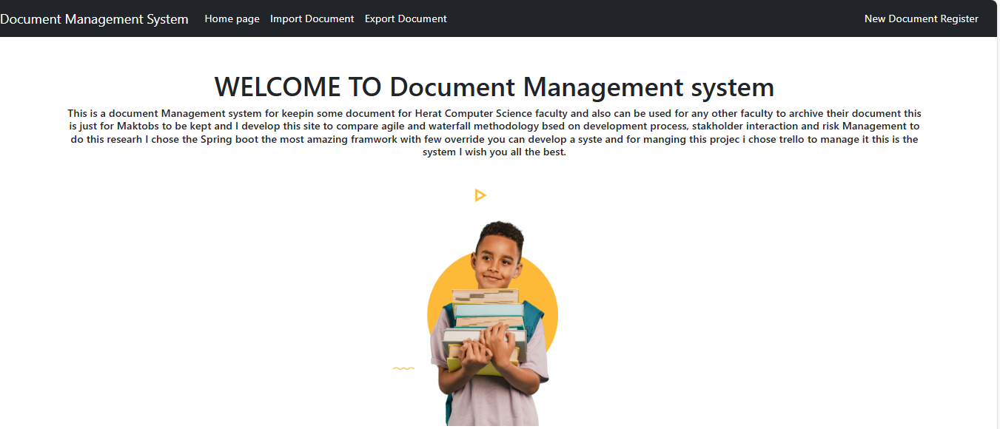 Document Management System Home page Import Document Export Document New Document Register
WELCOME TO Document Management system
This is a document Management system for keepin some document for Herat Computer Science faculty and also can be used for any other faculty to archive their document this
is just for Maktobs to be kept and I develop this site to compare agile and waterfall methodology bsed on development process, stakholder interaction and risk Management to
do this researh I chose the Spring boot the most amazing framwork with few override you can develop a syste and for manging this projec i chose trello to manage it this is the
system I wish you all the best.